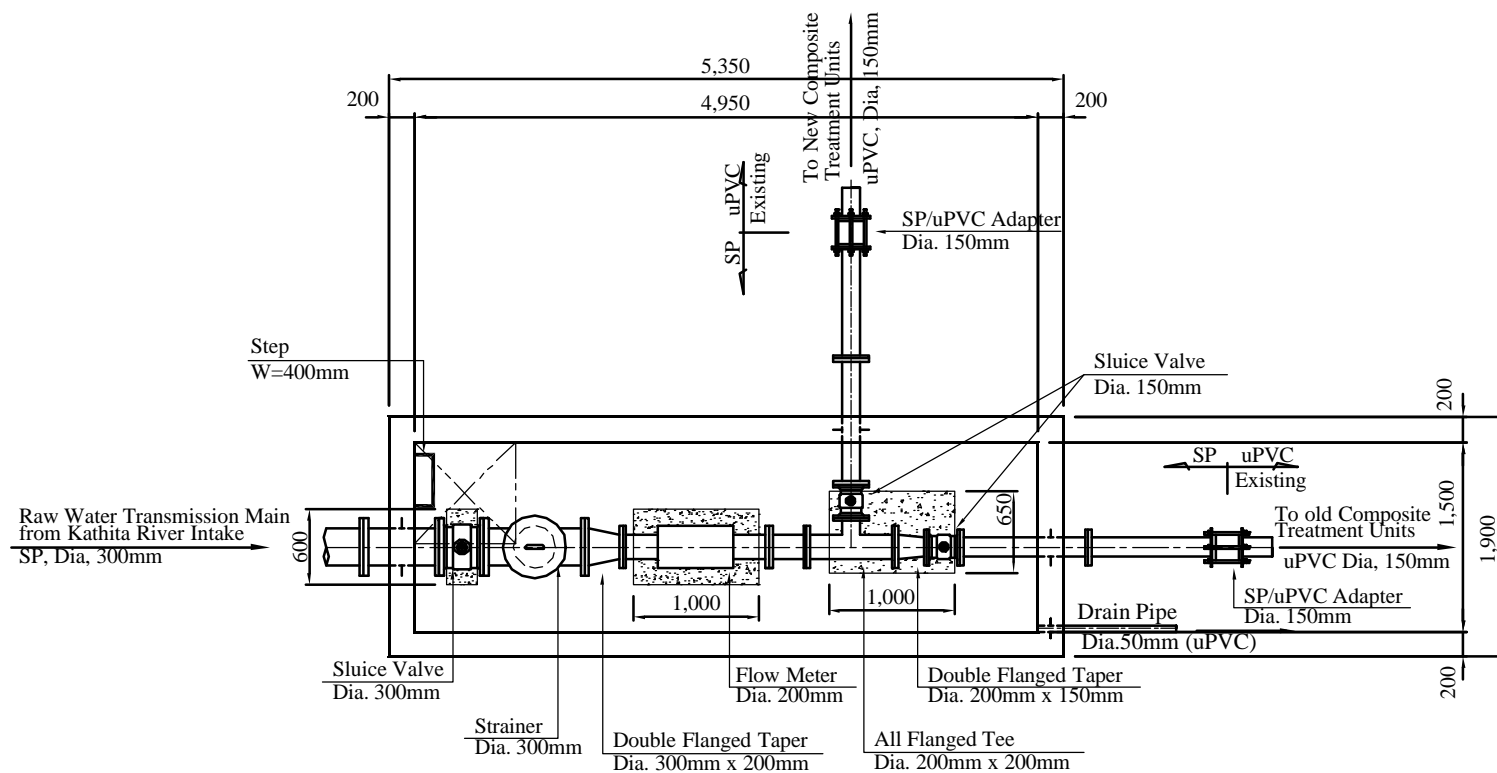 5,350
200
4,950
200
To New Composite
Treatment Units
uPVC, Dia, 150mm
uPVC
Existing
SP
SP/uPVC Adapter
Dia. 150mm
Step
W=400mm
Sluice Valve
Dia. 150mm
200
SP uPVC
Existing
1,500
1,900
Raw Water Transmission Main
from Kathita River Intake
SP, Dia, 300mm
600
650
To old Composite
Treatment Units
uPVC Dia, 150mm
1,000
1,000
SP/uPVC Adapter
Dia. 150mm
Drain Pipe
Dia.50mm (uPVC)
200
Sluice Valve
Dia. 300mm
Flow Meter
Dia. 200mm
Double Flanged Taper
Dia. 200mm x 150mm
Strainer
Dia. 300mm
Double Flanged Taper
Dia. 300mm x 200mm
All Flanged Tee
Dia. 200mm x 200mm